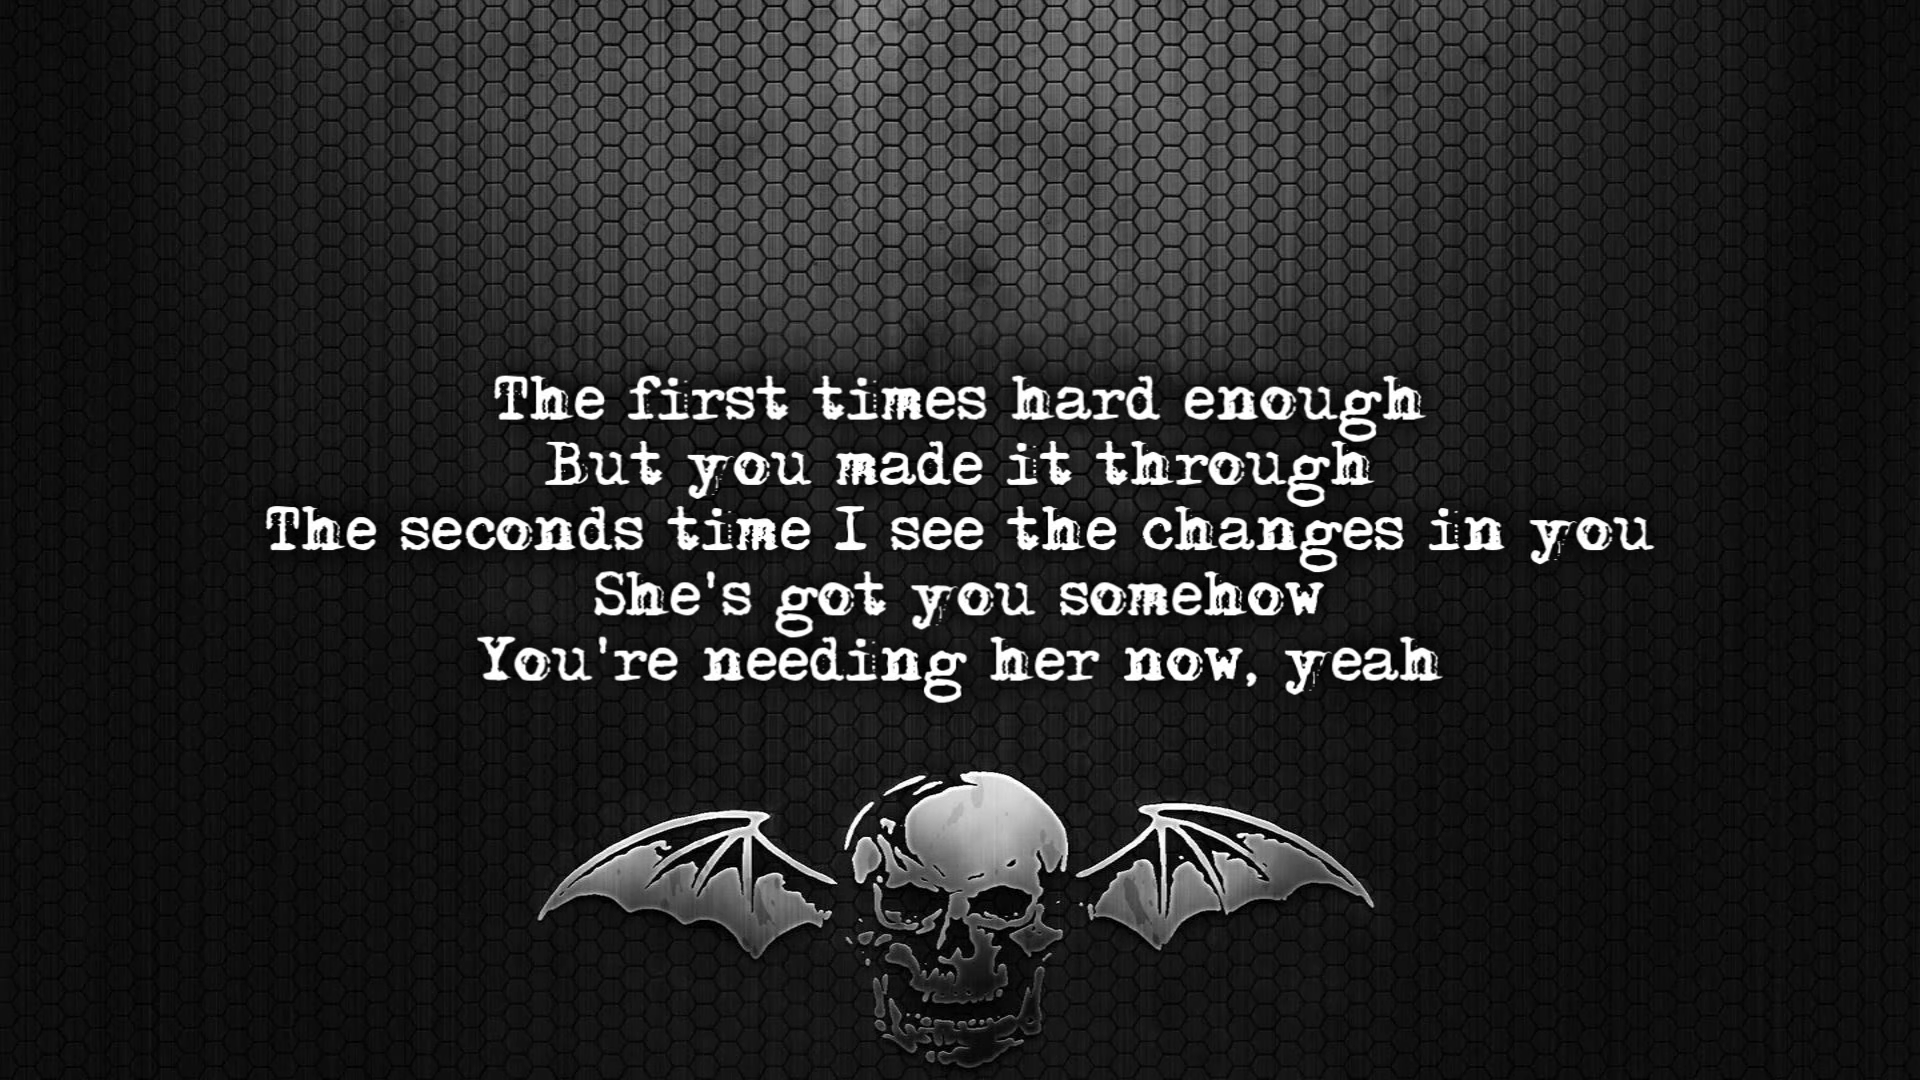 The first times hard enough
But you made it through
The seconds time I see the changes in you
She's got you somehow
You're needing her now, yeah